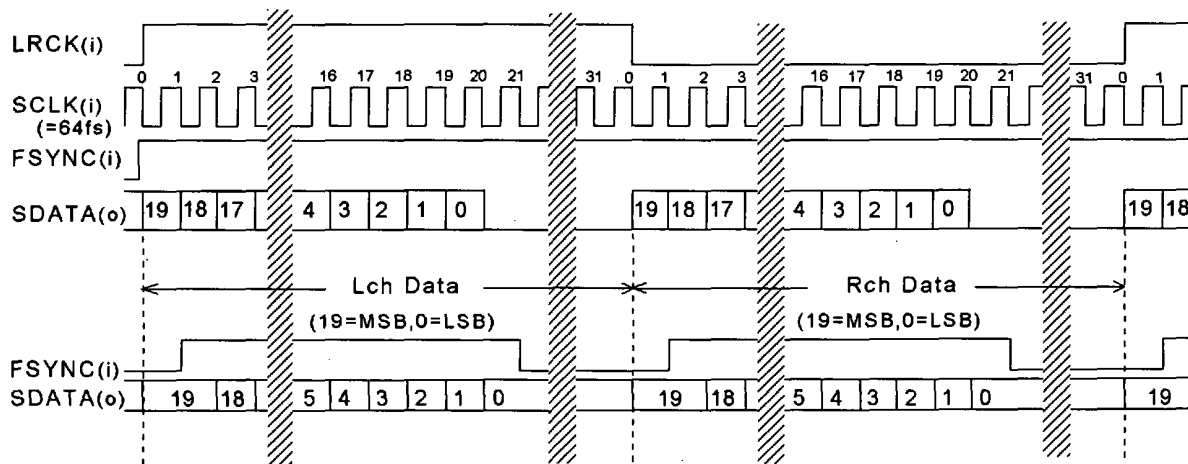 LRCK(i)
0 1 2 3 16 17 18 19 20 21 31 0 1 2 3 16 17 18 19 20 21 31 0 1
SCLK(i)
(=64fs)
FSYNC(i)
SDATA(o) 19 18 17 4 3 2 1 0 19 18 17 4 3 2 1 0 19 18
Lch Data Rch Data
(19=MSB,0=LSB) (19=MSB,0=LSB)
FSYNC(i)
SDATA(o) 19 18 5 4 3 2 1 0 19 18 5 4 3 2 1 0 19